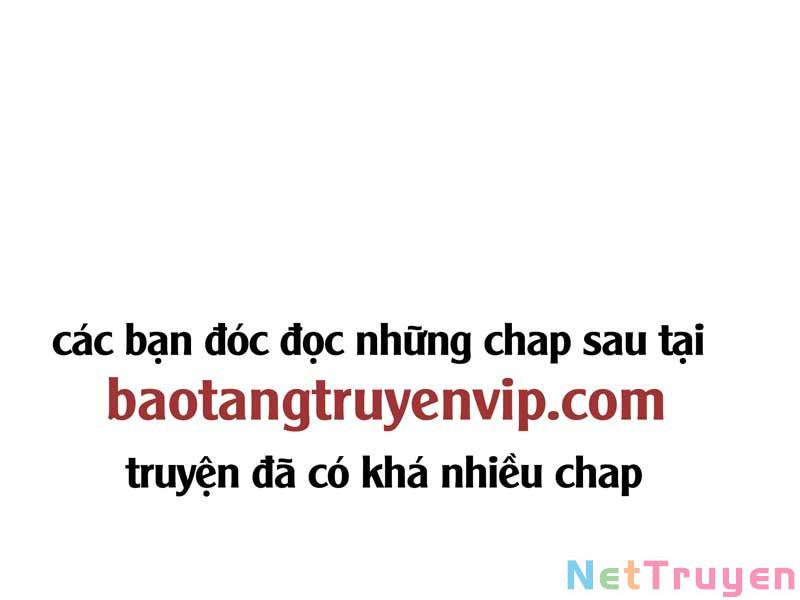 các bạn đóc đọc những chap sau tại
baotangtruyenvip.com
truyện đã có khá nhiều chap
NetTruyen